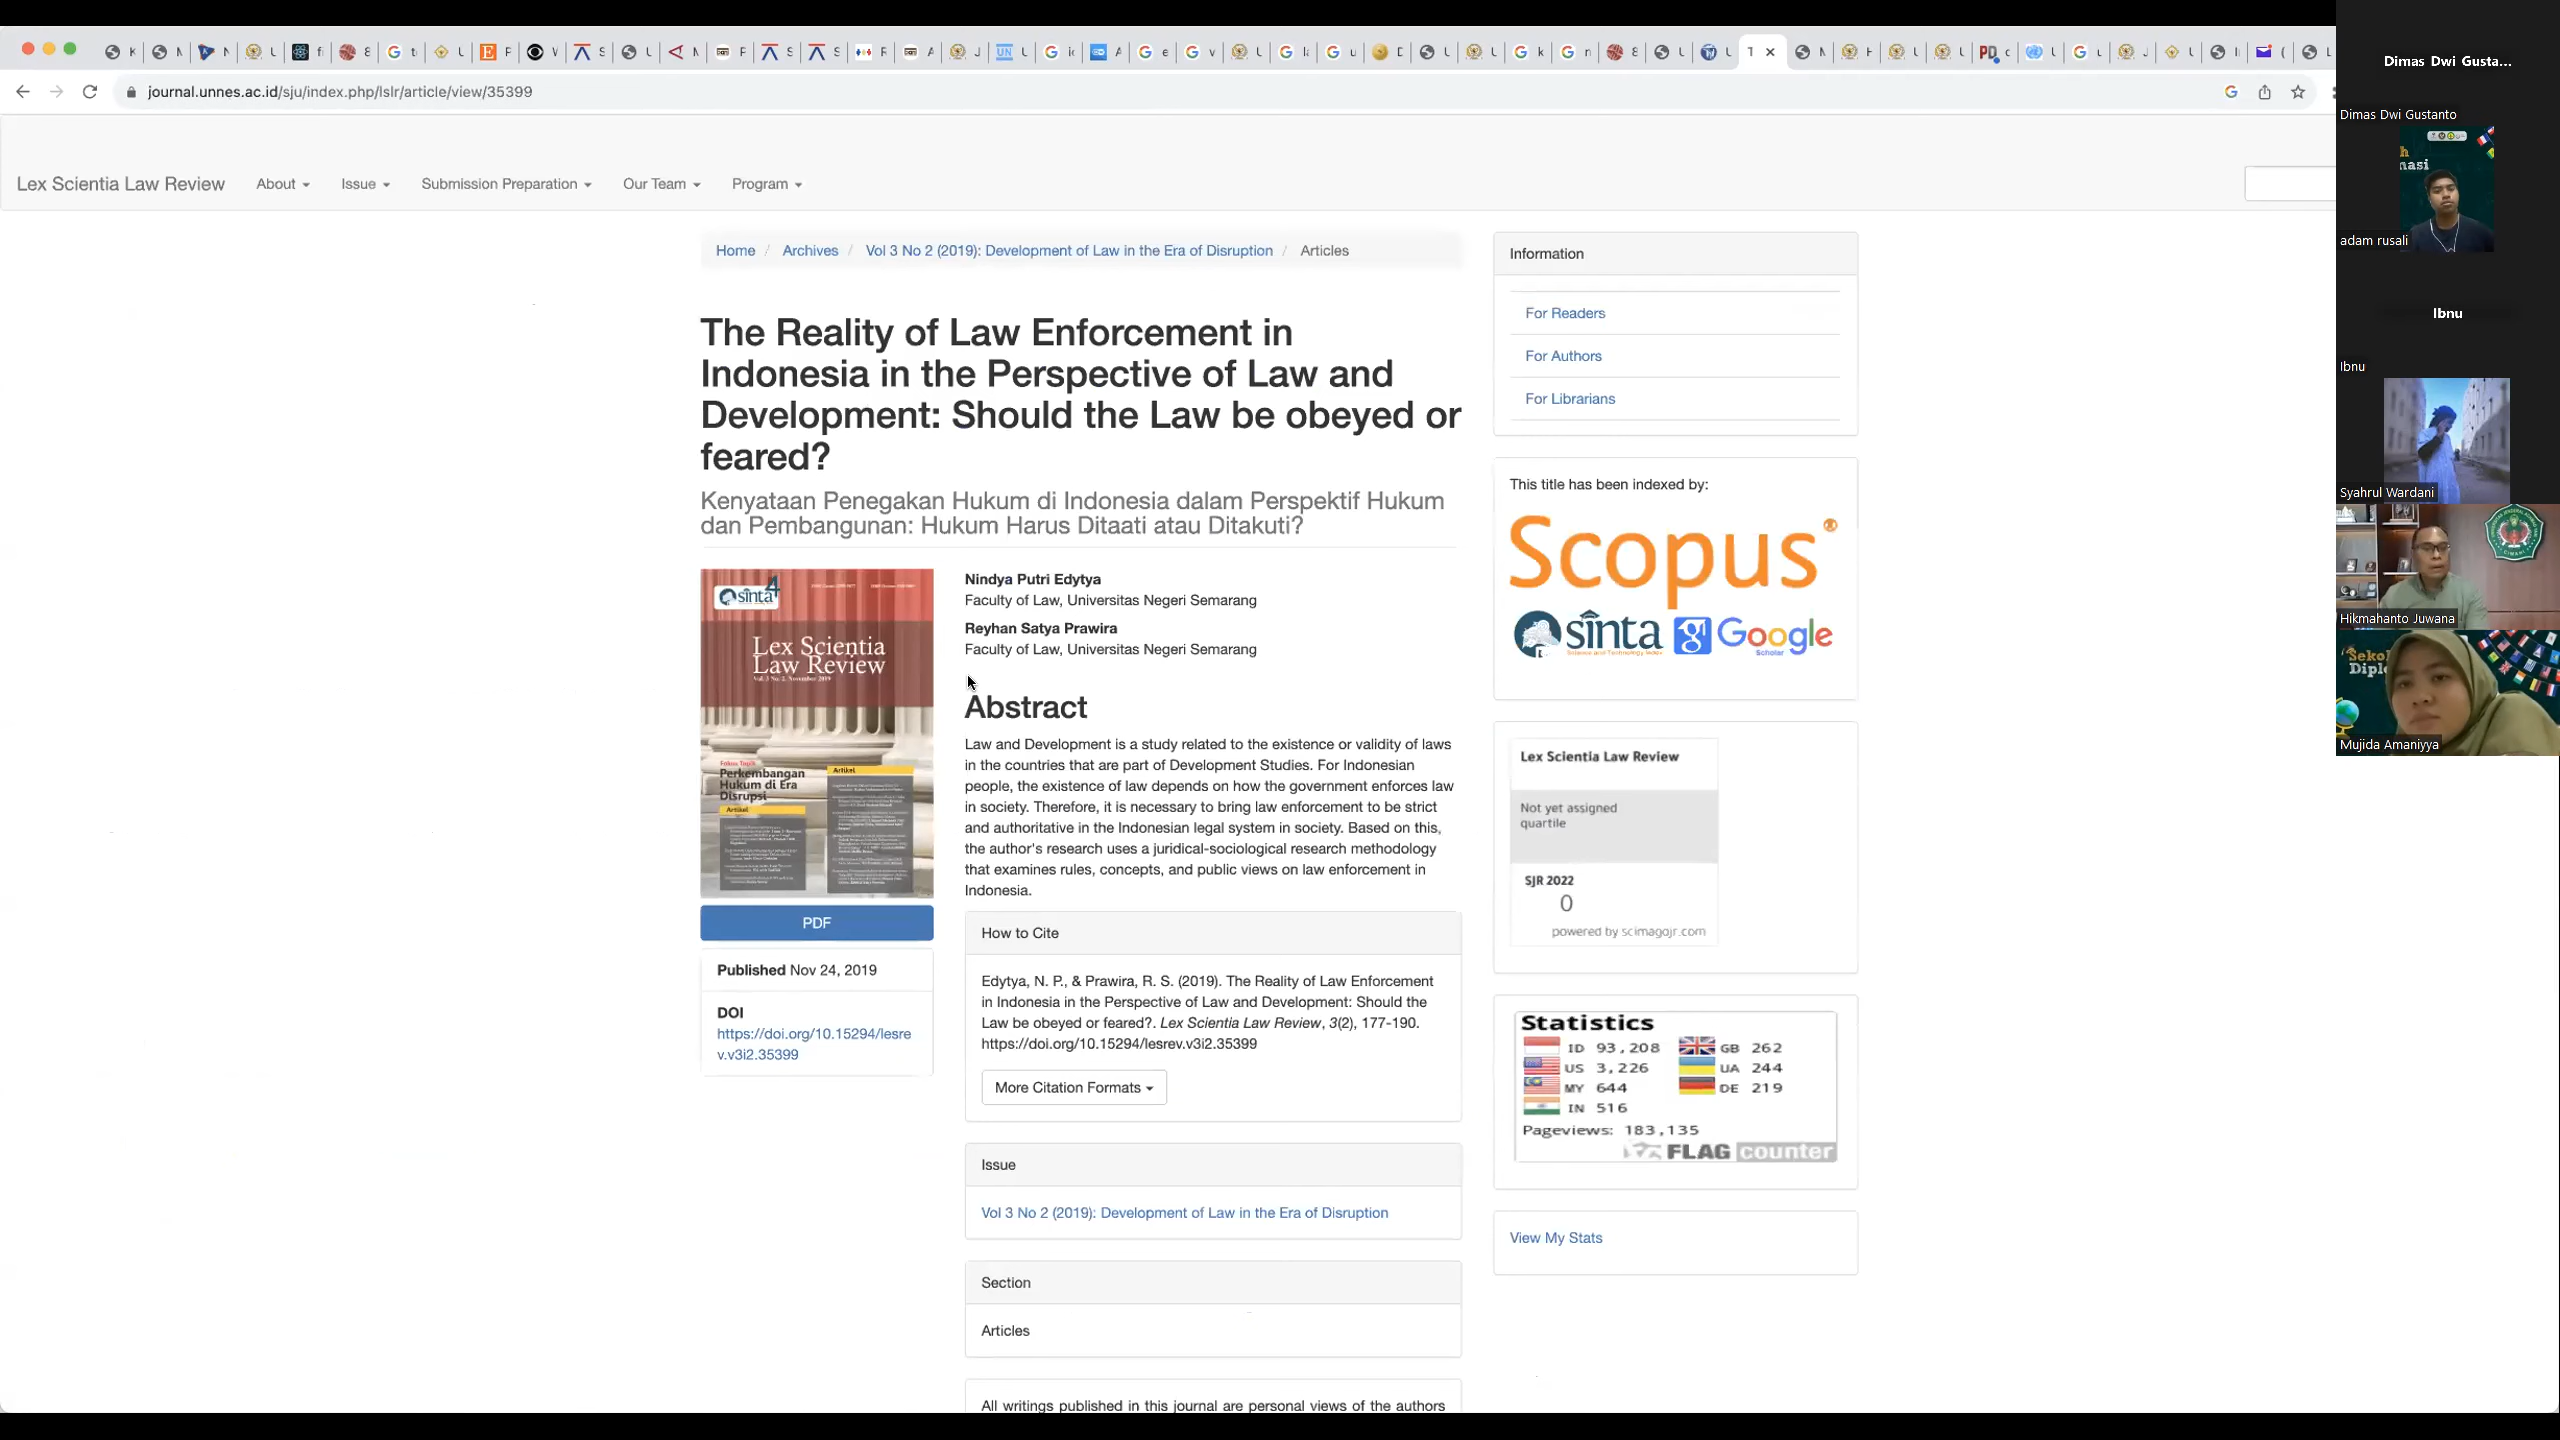 journal.unnes.ac.id/sju/index.php/lslr/article/view/35399
Lex Scientia Law Review
About
Issue
Submission Preparation
Our Team
Program
Home / Archives / Vol 3 No 2 (2019): Development of Law in the Era of Disruption / Articles
The Reality of Law Enforcement in
Indonesia in the Perspective of Law and
Development: Should the Law be obeyed or
feared?
Kenyataan Penegakan Hukum di Indonesia dalam Perspektif Hukum
dan Pembangunan: Hukum Harus Ditaati atau Ditakuti?
sinta 4
Lex Scientia
Law Review
Vol. 3 No. 2, November 2019
Fokus Topik
Perkembangan
Hukum di Era
Disrupsi
Artikel
Artikel
PDF
Published Nov 24, 2019
DOI
https://doi.org/10.15294/lesre
v.v3i2.35399
Nindya Putri Edytya
Faculty of Law, Universitas Negeri Semarang
Reyhan Satya Prawira
Faculty of Law, Universitas Negeri Semarang
Abstract
Law and Development is a study related to the existence or validity of laws
in the countries that are part of Development Studies. For Indonesian
people, the existence of law depends on how the government enforces law
in society. Therefore, it is necessary to bring law enforcement to be strict
and authoritative in the Indonesian legal system in society. Based on this,
the author's research uses a juridical-sociological research methodology
that examines rules, concepts, and public views on law enforcement in
Indonesia.
How to Cite
Edytya, N. P., & Prawira, R. S. (2019). The Reality of Law Enforcement
in Indonesia in the Perspective of Law and Development: Should the
Law be obeyed or feared?. Lex Scientia Law Review, 3(2), 177-190.
https://doi.org/10.15294/lesrev.v3i2.35399
More Citation Formats
Issue
Vol 3 No 2 (2019): Development of Law in the Era of Disruption
Section
Articles
All writings published in this journal are personal views of the authors
Information
For Readers
For Authors
For Librarians
This title has been indexed by:
Scopus
sinta
Science and Technology Index
Google
Scholar
Lex Scientia Law Review
Not yet assigned
quartile
SJR 2022
0
powered by scimagojr.com
Statistics
ID 93,208 GB 262
US 3,226 UA 244
MY 644 DE 219
IN 516
Pageviews: 183,135
FLAG counter
View My Stats
Dimas Dwi Gusta...
Dimas Dwi Gustanto
adam rusali
Ibnu
Ibnu
Syahrul Wardani
Hikmahanto Juwana
Mujida Amaniyya